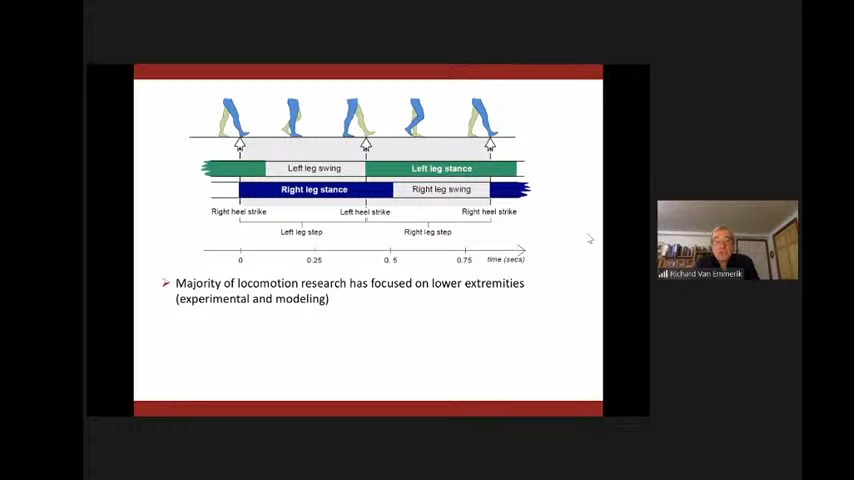 Left leg swing
Left leg stance
Right leg stance
Right leg swing
Right heel strike
Left heel strike
Right heel strike
Left leg step
Right leg step
0
0.25
0. 5
0.75
time (secs)
Majority of locomotion research has focused on lower extremities
(experimental and modeling)
Richard Van Emmerik